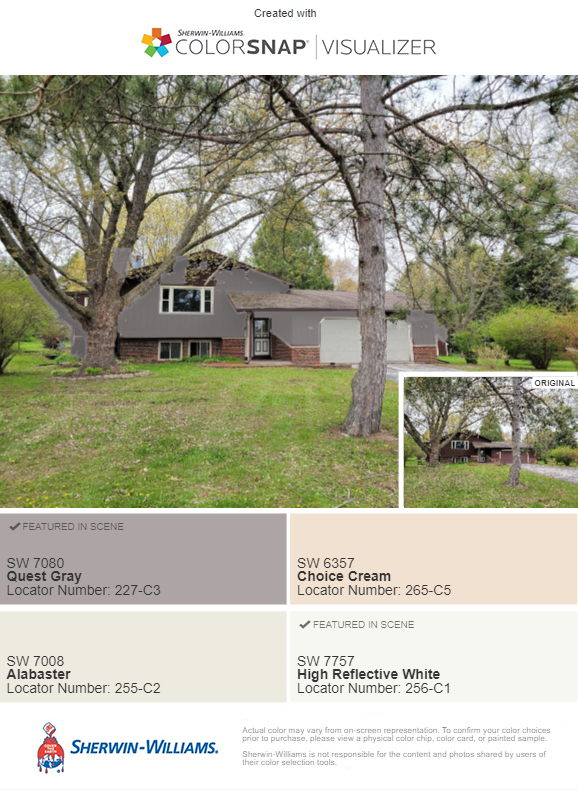 Created with
SHERWIN-WILLIAMS.
COLORSNAP® VISUALIZER
ORIGINAL
FEATURED IN SCENE
SW 7080
Quest Gray
Locator Number: 227-C3
SW 6357
Choice Cream
Locator Number: 265-C5
SW 7008
Alabaster
Locator Number: 255-C2
FEATURED IN SCENE
SW 7757
High Reflective White
Locator Number: 256-C1
COVER THE EARTH
SHERWIN-WILLIAMS.
Actual color may vary from on-screen representation. To confirm your color choices
prior to purchase, please view a physical color chip, color card, or painted sample.
Sherwin-Williams is not responsible for the content and photos shared by users of
their color selection tools.